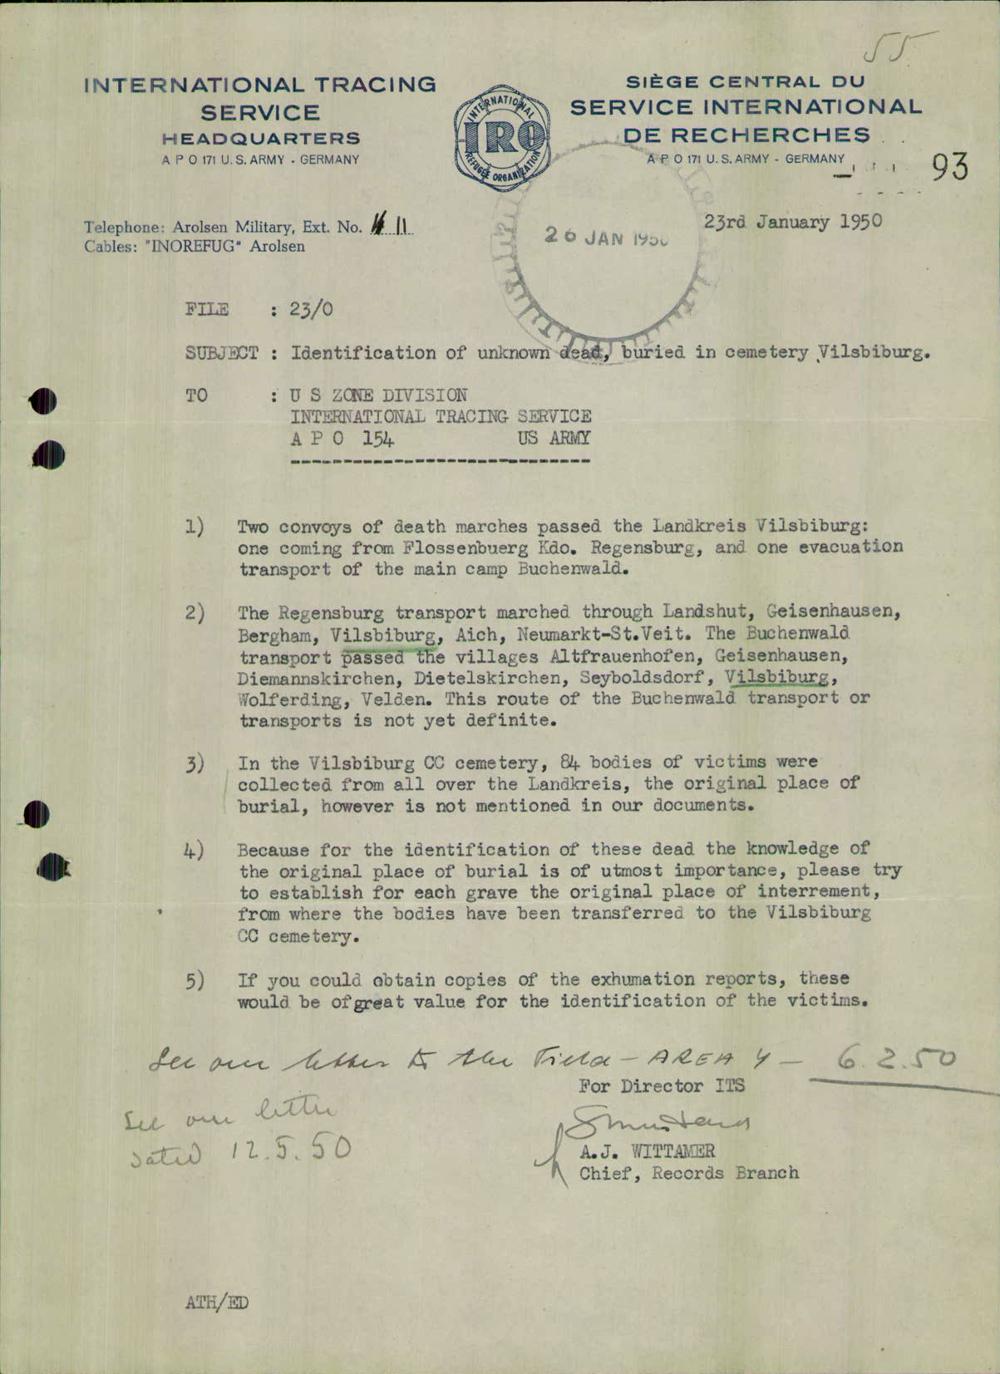 55
INTERNATIONAL TRACING
SERVICE
HEADQUARTERS
A P O 171 U. S. ARMY - GERMANY
INTERNATIONAL
IRO
REFUGEE ORGANIZATION
SIÈGE CENTRAL DU
SERVICE INTERNATIONAL
DE RECHERCHES
A P O 171 U. S. ARMY - GERMANY
93
Telephone: Arolsen Military, Ext. No. 11
Cables: "INOREFUG" Arolsen
26 JAN 1950
23rd January 1950
FILE : 23/0
SUBJECT : Identification of unknown dead, buried in cemetery Vilsbiburg.
TO : U S ZONE DIVISION
INTERNATIONAL TRACING SERVICE
A P O 154 US ARMY
1) Two convoys of death marches passed the Landkreis Vilsbiburg:
one coming from Flossenbuerg Kdo. Regensburg, and one evacuation
transport of the main camp Buchenwald.
2) The Regensburg transport marched through Landshut, Geisenhausen,
Bergham, Vilsbiburg, Aich, Neumarkt-St.Veit. The Buchenwald
transport passed the villages Altfrauenhofen, Geisenhausen,
Diemannskirchen, Dietelskirchen, Seyboldsdorf, Vilsbiburg,
Wolferding, Velden. This route of the Buchenwald transport or
transports is not yet definite.
3) In the Vilsbiburg CC cemetery, 84 bodies of victims were
collected from all over the Landkreis, the original place of
burial, however is not mentioned in our documents.
4) Because for the identification of these dead the knowledge of
the original place of burial is of utmost importance, please try
to establish for each grave the original place of interrement,
from where the bodies have been transferred to the Vilsbiburg
CC cemetery.
5) If you could obtain copies of the exhumation reports, these
would be of great value for the identification of the victims.
See our letter to the Field - AREA 4 - 6.2.50
For Director ITS
See our letter
dated 12.5.50
A.J. WITTAMER
Chief, Records Branch
ATH/ED